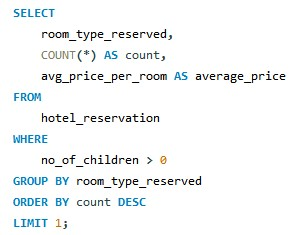 SELECT
room_type_reserved,
COUNT(*) AS count,
avg_price_per_room AS average_price
FROM
hotel_reservation
WHERE
no_of_children > 0
GROUP BY room_type_reserved
ORDER BY count DESC
LIMIT 1;